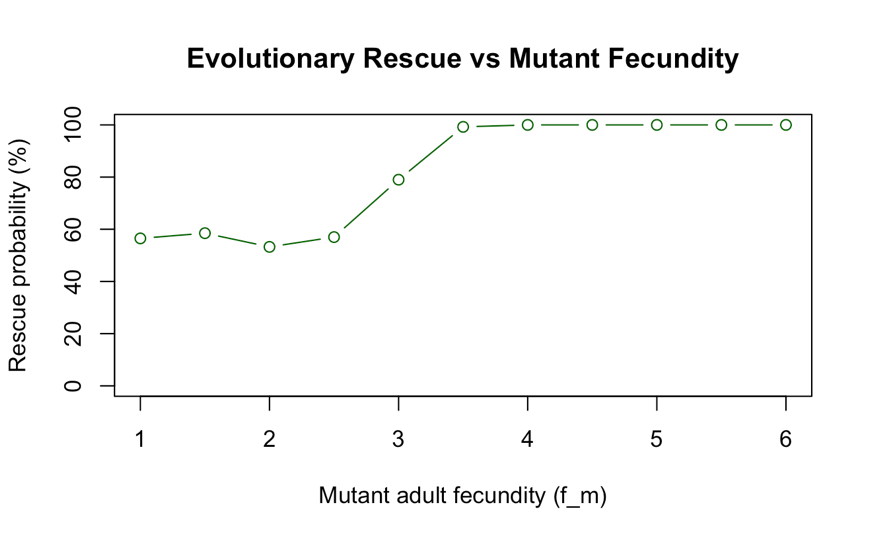 Evolutionary Rescue vs Mutant Fecundity
Rescue probability (%)
100
80
60
40
20
0
1 2 3 4 5 6
Mutant adult fecundity (f_m)